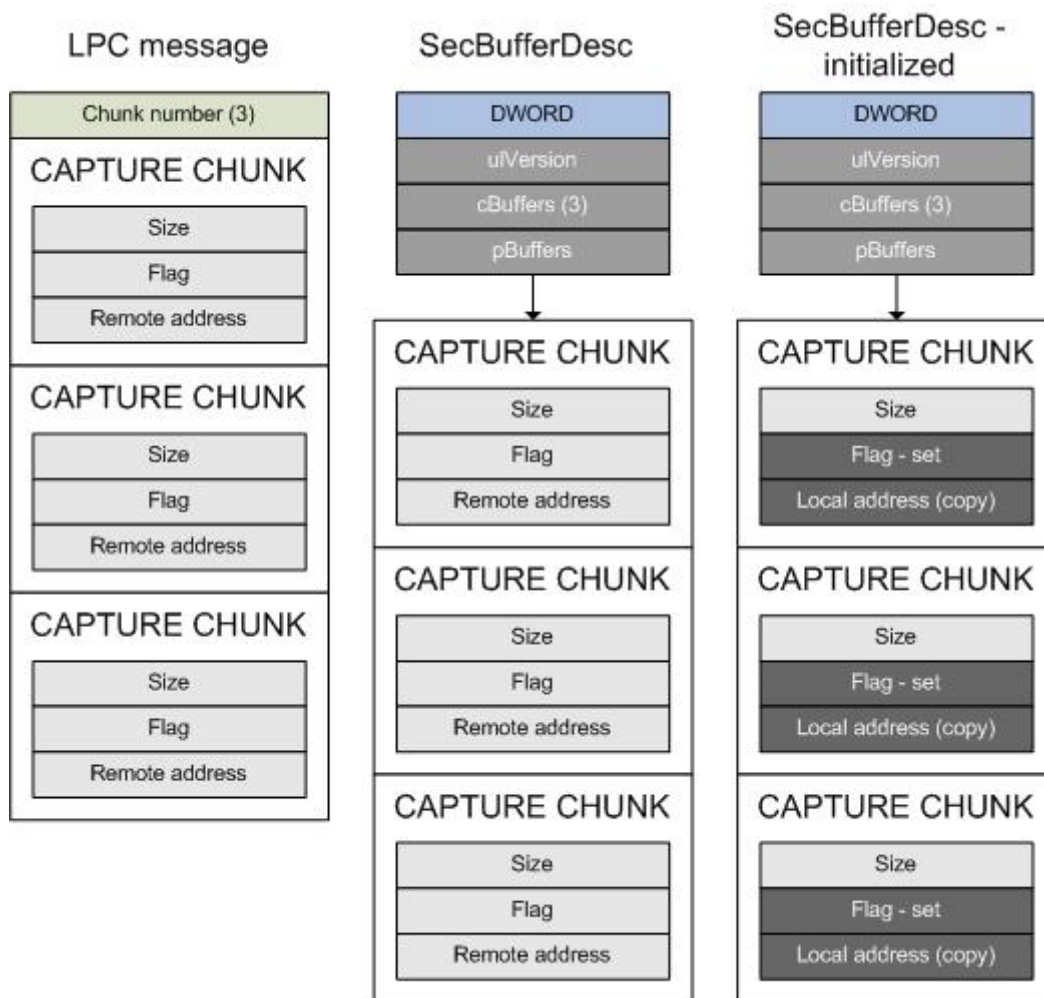 LPC message
Chunk number (3)
CAPTURE CHUNK
Size
Flag
Remote address
CAPTURE CHUNK
Size
Flag
Remote address
CAPTURE CHUNK
Size
Flag
Remote address
SecBufferDesc
DWORD
ulVersion
cBuffers (3)
pBuffers
CAPTURE CHUNK
Size
Flag
Remote address
CAPTURE CHUNK
Size
Flag
Remote address
CAPTURE CHUNK
Size
Flag
Remote address
SecBufferDesc -
initialized
DWORD
ulVersion
cBuffers (3)
pBuffers
CAPTURE CHUNK
Size
Flag - set
Local address (copy)
CAPTURE CHUNK
Size
Flag - set
Local address (copy)
CAPTURE CHUNK
Size
Flag - set
Local address (copy)